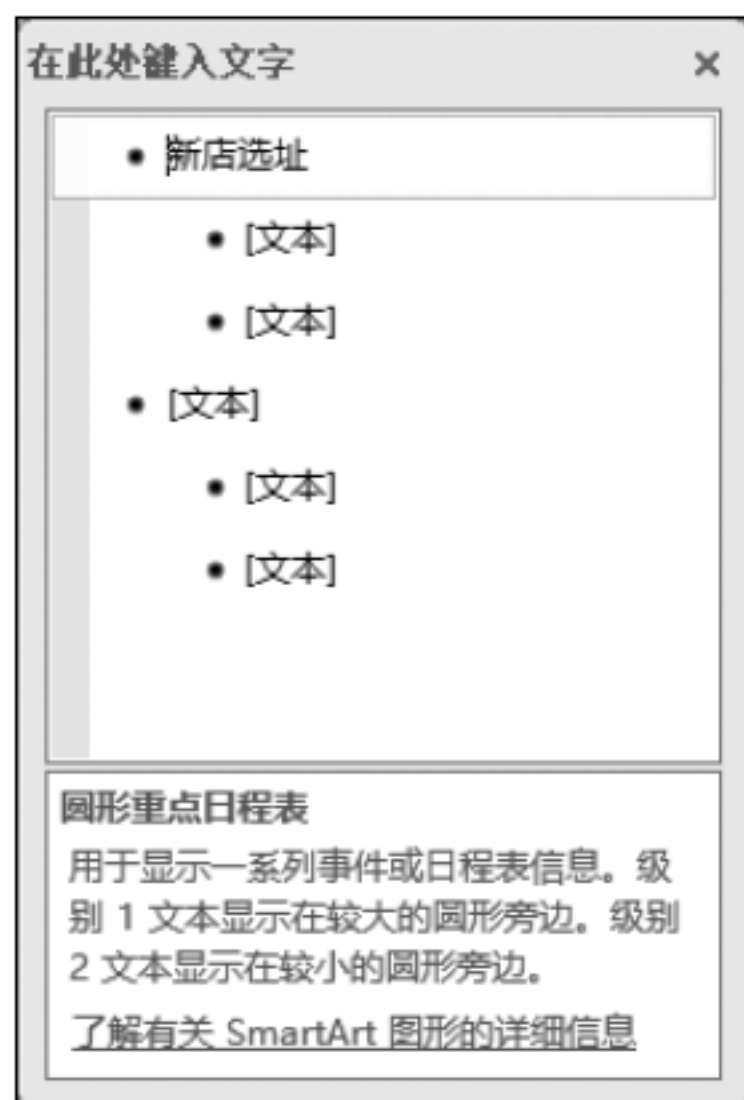 在此处键入文字
新店选址
[文本]
[文本]
[文本]
[文本]
[文本]
圆形重点日程表
用于显示一系列事件或日程表信息。级
别 1 文本显示在较大的圆形旁边。级别
2 文本显示在较小的圆形旁边。
了解有关 SmartArt 图形的详细信息